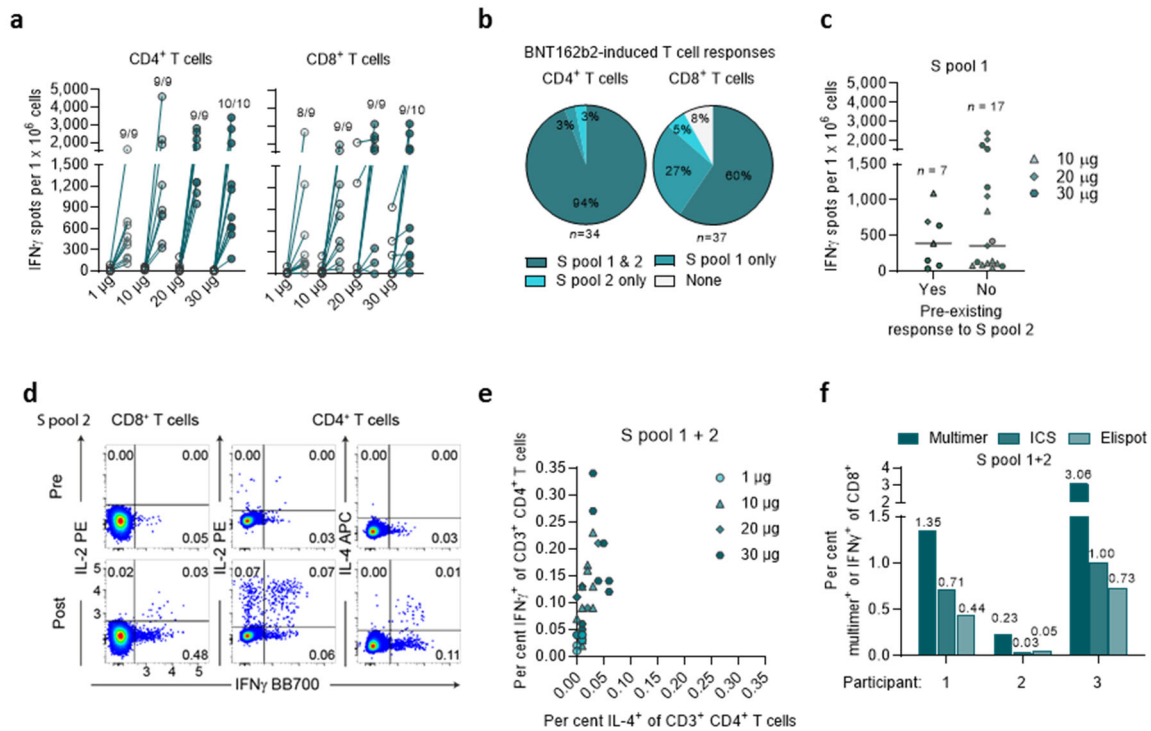 a
CD4⁺ T cells
CD8⁺ T cells
IFNγ spots per 1 x 10⁶ cells
5,000
4,000
3,000
2,000
1,500
1,200
900
600
300
0
9/9
9/9
9/9
10/10
8/9
9/9
9/9
9/10
1 µg
10 µg
20 µg
30 µg
1 µg
10 µg
20 µg
30 µg
b
BNT162b2-induced T cell responses
CD4⁺ T cells
CD8⁺ T cells
3%
3%
94%
n=34
8%
5%
27%
60%
n=37
S pool 1 & 2
S pool 1 only
S pool 2 only
None
c
S pool 1
IFNγ spots per 1 x 10⁶ cells
5,000
4,000
3,000
2,000
1,500
1,000
500
0
n = 7
n = 17
Yes
No
Pre-existing
response to S pool 2
10 µg
20 µg
30 µg
d
S pool 2
CD8⁺ T cells
CD4⁺ T cells
Pre
Post
IL-2 PE
IL-2 PE
IL-4 APC
0.00 0.00
0.05
0.00 0.00
0.03
0.00 0.00
0.03
0.02 0.03
0.48
0.07 0.07
0.06
0.00 0.01
0.11
5
4
3
3 4 5
IFNγ BB700
e
S pool 1 + 2
Per cent IFNγ⁺ of CD3⁺ CD4⁺ T cells
0.35
0.30
0.25
0.20
0.15
0.10
0.05
0.00
0.00 0.05 0.10 0.15 0.20 0.25 0.30 0.35
Per cent IL-4⁺ of CD3⁺ CD4⁺ T cells
1 µg
10 µg
20 µg
30 µg
f
Multimer
ICS
Elispot
S pool 1+2
Per cent
multimer⁺ or IFNγ⁺ of CD8⁺
4
3
2
1.5
1.0
0.5
0.0
1.35
0.71
0.44
0.23
0.03
0.05
3.06
1.00
0.73
Participant: 1 2 3